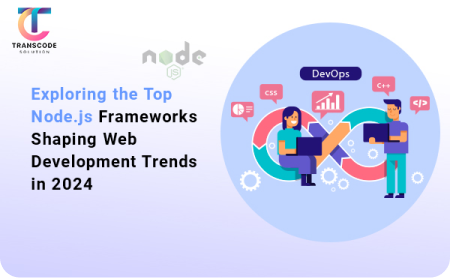 TRANSCODE
SOLUTION
node
JS
Exploring the Top
Node.js Frameworks
Shaping Web
Development Trends
in 2024
DevOps
CSS
C++
</>